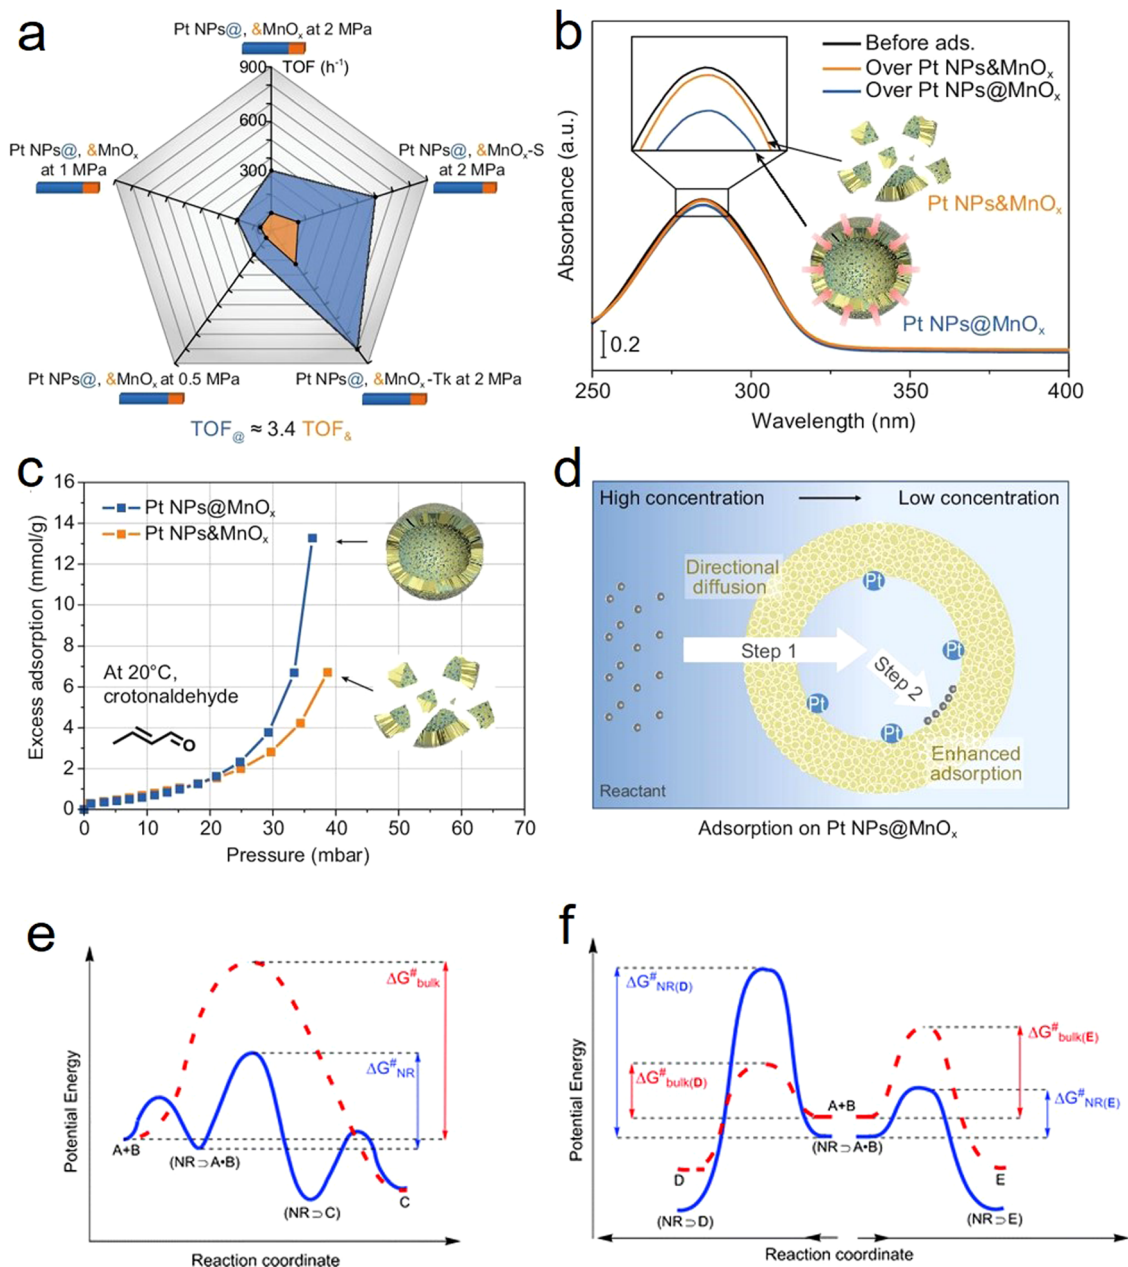 a
Pt NPs@, &MnOₓ at 2 MPa
900 TOF (h⁻¹)
600
300
Pt NPs@, &MnOₓ
at 1 MPa
Pt NPs@, &MnOₓ-S
at 2 MPa
Pt NPs@, &MnOₓ at 0.5 MPa
Pt NPs@, &MnOₓ-Tk at 2 MPa
TOF@ ≈ 3.4 TOF&
b
Before ads.
Over Pt NPs&MnOₓ
Over Pt NPs@MnOₓ
Pt NPs&MnOₓ
Pt NPs@MnOₓ
0.2
Absorbance (a.u.)
250 300 350 400
Wavelength (nm)
c
16
14
12
10
8
6
4
2
0
Pt NPs@MnOₓ
Pt NPs&MnOₓ
At 20°C,
crotonaldehyde
O
Excess adsorption (mmol/g)
0 10 20 30 40 50 60 70
Pressure (mbar)
d
High concentration Low concentration
Directional
diffusion
Pt
Pt
Pt
Pt
Step 1
Step 2
Enhanced
adsorption
Reactant
Adsorption on Pt NPs@MnOₓ
e
ΔG#bulk
ΔG#NR
A+B
(NR⊃A•B)
(NR⊃C)
C
Potential Energy
Reaction coordinate
f
ΔG#NR(D)
ΔG#bulk(D)
ΔG#bulk(E)
ΔG#NR(E)
A+B
(NR⊃A•B)
D
(NR⊃D)
E
(NR⊃E)
Potential Energy
Reaction coordinate